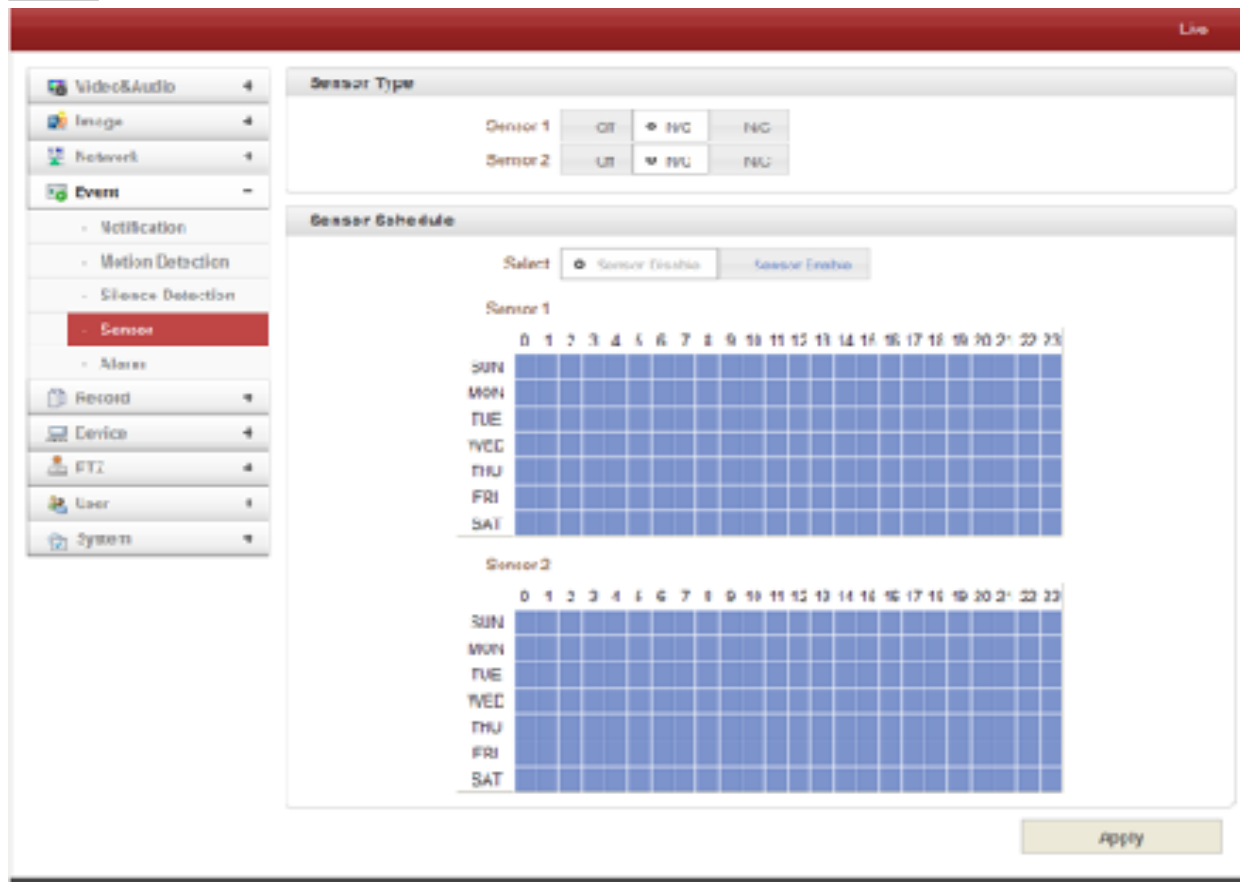 Live
Video&Audio
Image
Network
Event
- Notification
- Motion Detection
- Silence Detection
- Sensor
- Alarm
Record
Device
PTZ
User
System
Sensor Type
Sensor 1 Off
Sensor 2 Off
Sensor Schedule
Select Sensor Disable Sensor Enable
Sensor 1
0 1 2 3 4 5 6 7 8 9 10 11 12 13 14 15 16 17 18 19 20 21 22 23
SUN
MON
TUE
WED
THU
FRI
SAT
Sensor 2
0 1 2 3 4 5 6 7 8 9 10 11 12 13 14 15 16 17 18 19 20 21 22 23
SUN
MON
TUE
WED
THU
FRI
SAT
Apply